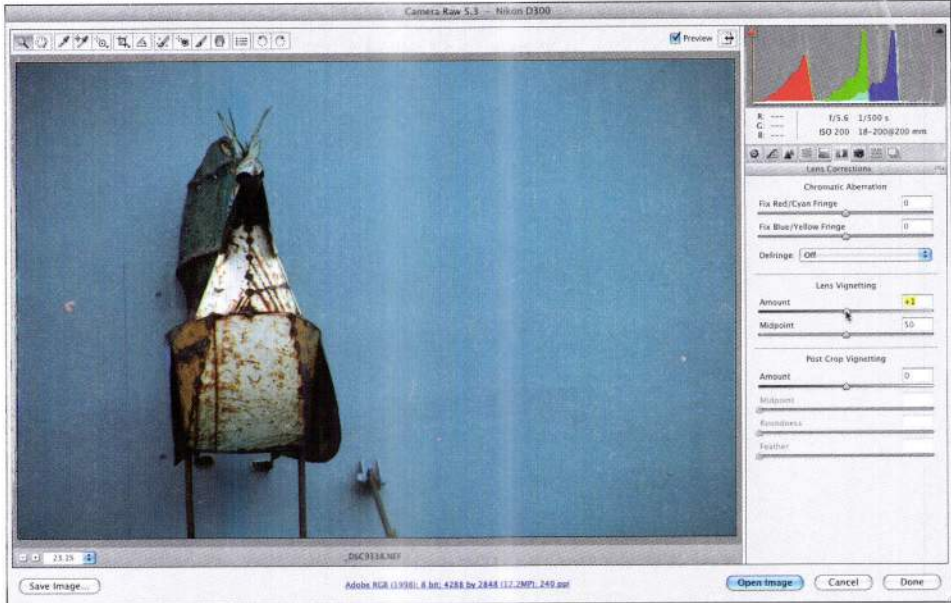 Camera Raw 5.3 - Nikon D300
Preview
R: ---
G: ---
B: ---
f/5.6 1/500 s
ISO 200 18-200@200 mm
Lens Corrections
Chromatic Aberration
Fix Red/Cyan Fringe 0
Fix Blue/Yellow Fringe 0
Defringe: Off
Lens Vignetting
Amount +1
Midpoint 50
Post Crop Vignetting
Amount 0
Midpoint
Roundness
Feather
_DSC9338.NEF
Save Image...
Adobe RGB (1998); 8 bit; 4288 by 2848 (12.2MP); 240 ppi
Open Image
Cancel
Done